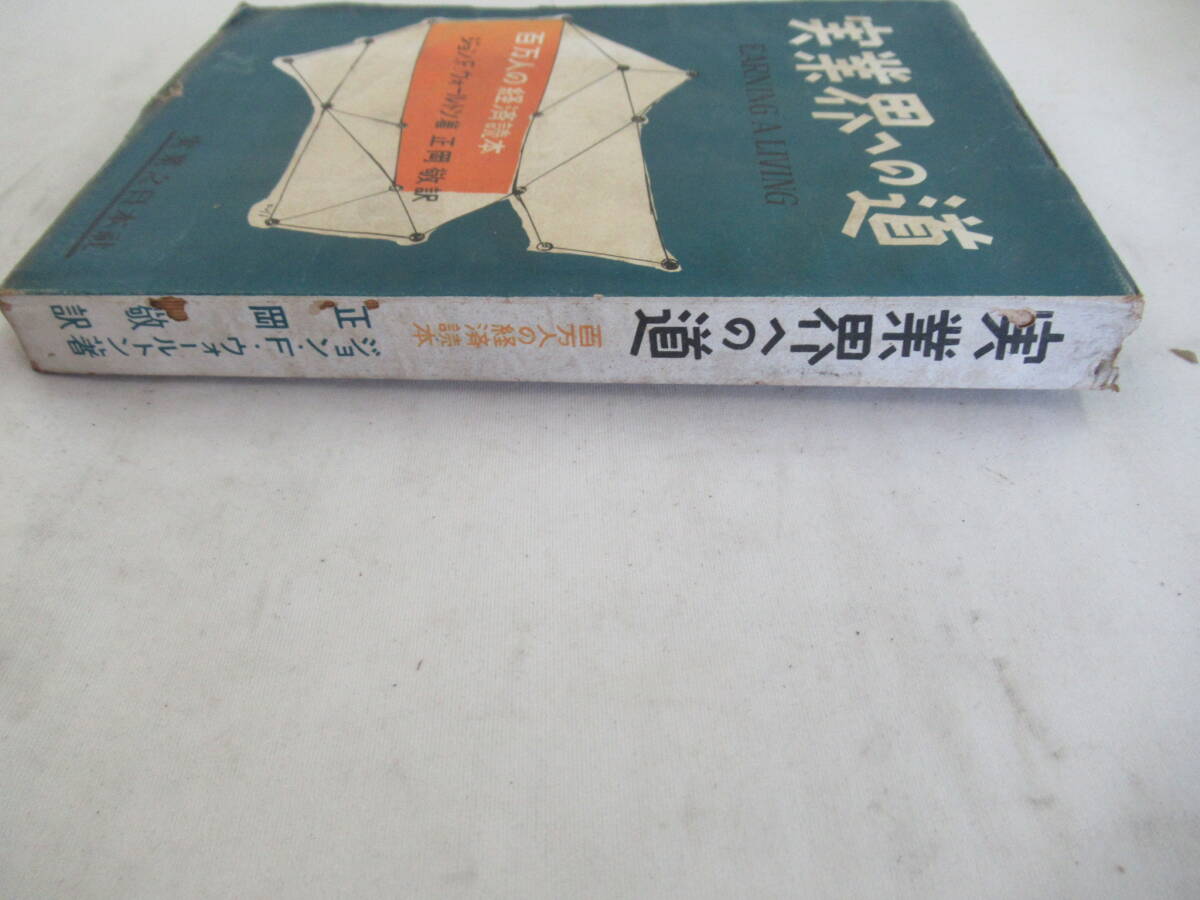 実業界への道
EARNING A LIVING
百万人の経済読本
ジョン・F・ウォールトン著 正岡敏訳
実業之日本社
実業界への道
百万人の経済読本
ジョン・F・ウォールトン著
正岡敏訳